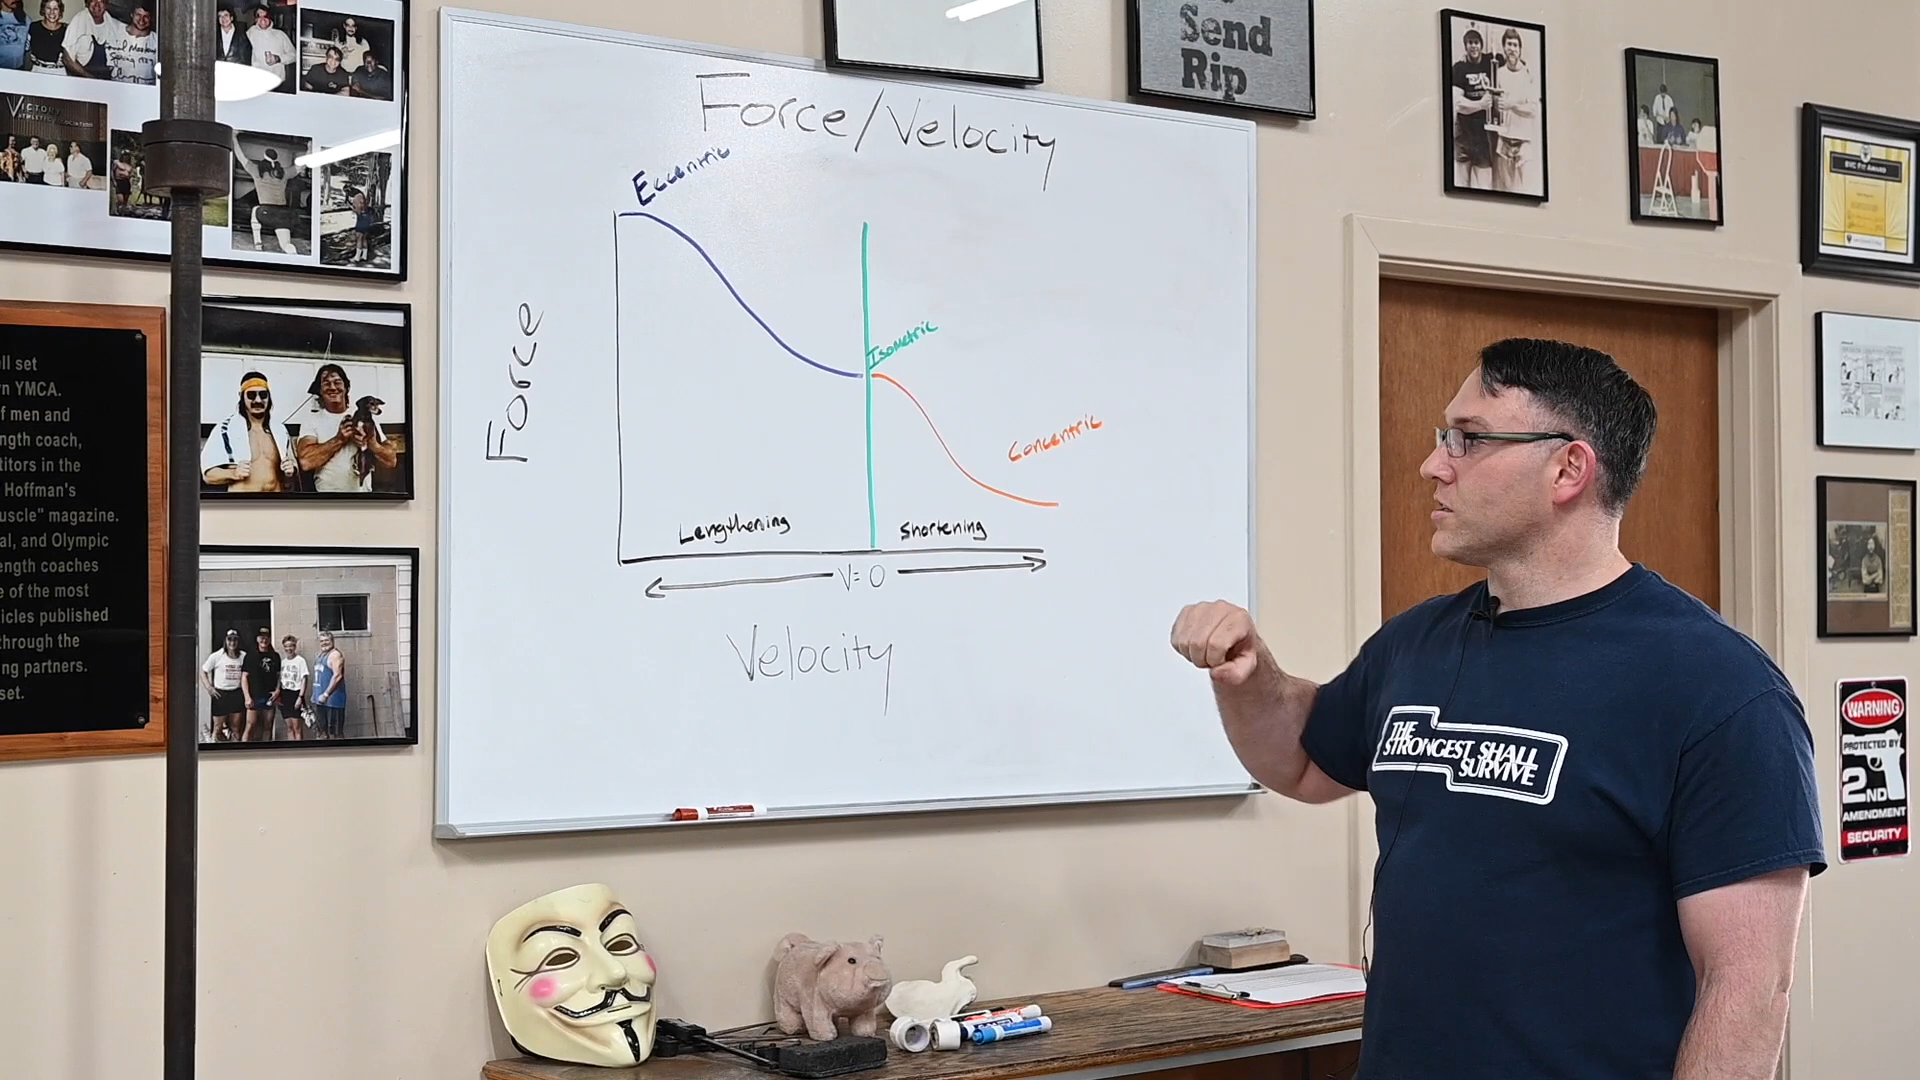 Send
Rip
VICTORY
Force/Velocity
Eccentric
Isometric
Force
Concentric
Lengthening
Shortening
V=0
Velocity
ll set
rn YMCA.
f men and
ngth coach,
titors in the
Hoffman's
uscle" magazine.
al, and Olympic
ength coaches
e of the most
icles published
through the
ng partners.
set.
THE
STRONGEST SHALL
SURVIVE
WARNING
PROTECTED BY
2ND
AMENDMENT
SECURITY